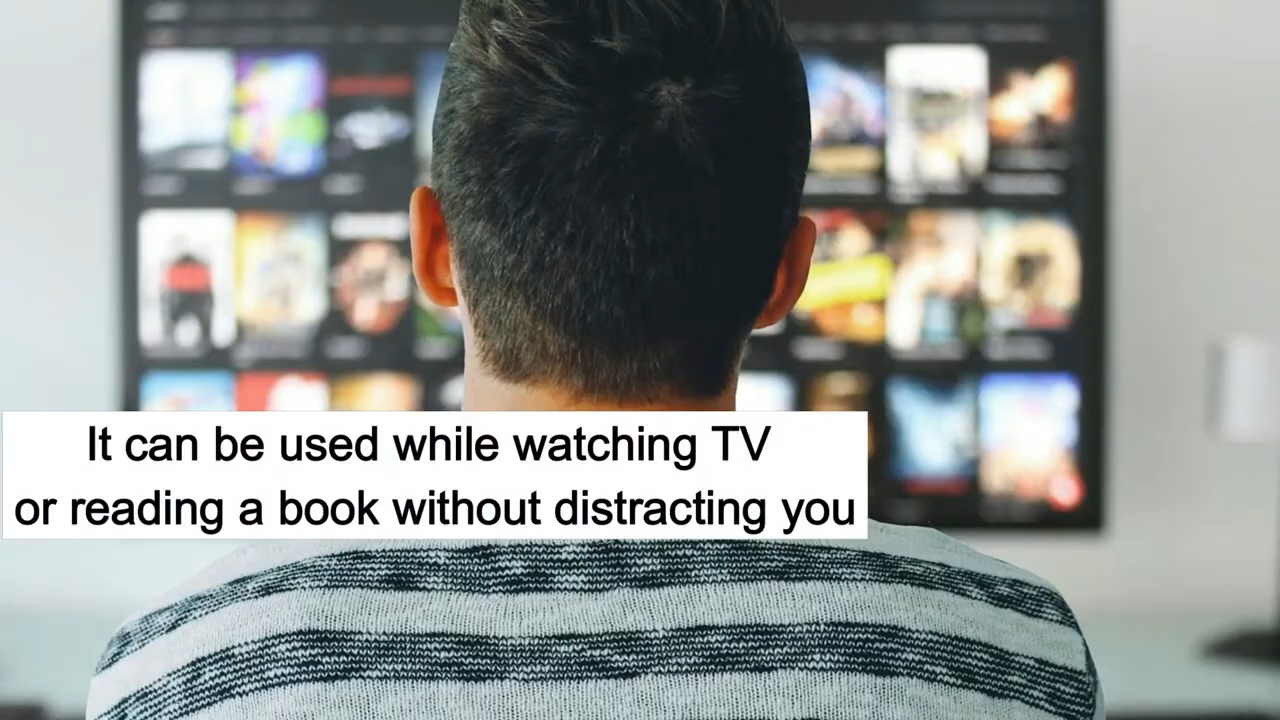 It can be used while watching TV
or reading a book without distracting you